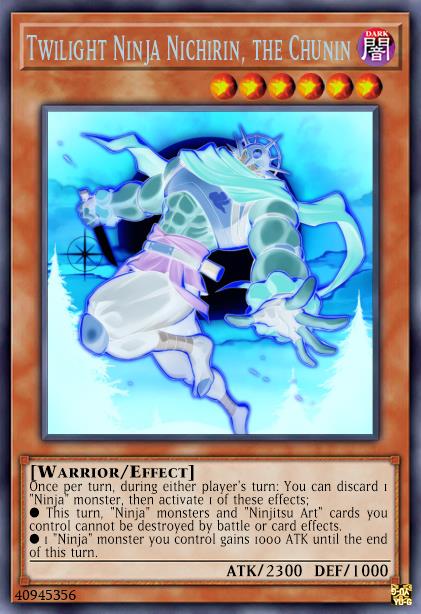 Twilight Ninja Nichirin, the Chunin
DARK
闇
[Warrior/Effect]
Once per turn, during either player's turn: You can discard 1
"Ninja" monster, then activate 1 of these effects;
● This turn, "Ninja" monsters and "Ninjitsu Art" cards you
control cannot be destroyed by battle or card effects.
● 1 "Ninja" monster you control gains 1000 ATK until the end
of this turn.
ATK/2300 DEF/1000
40945356